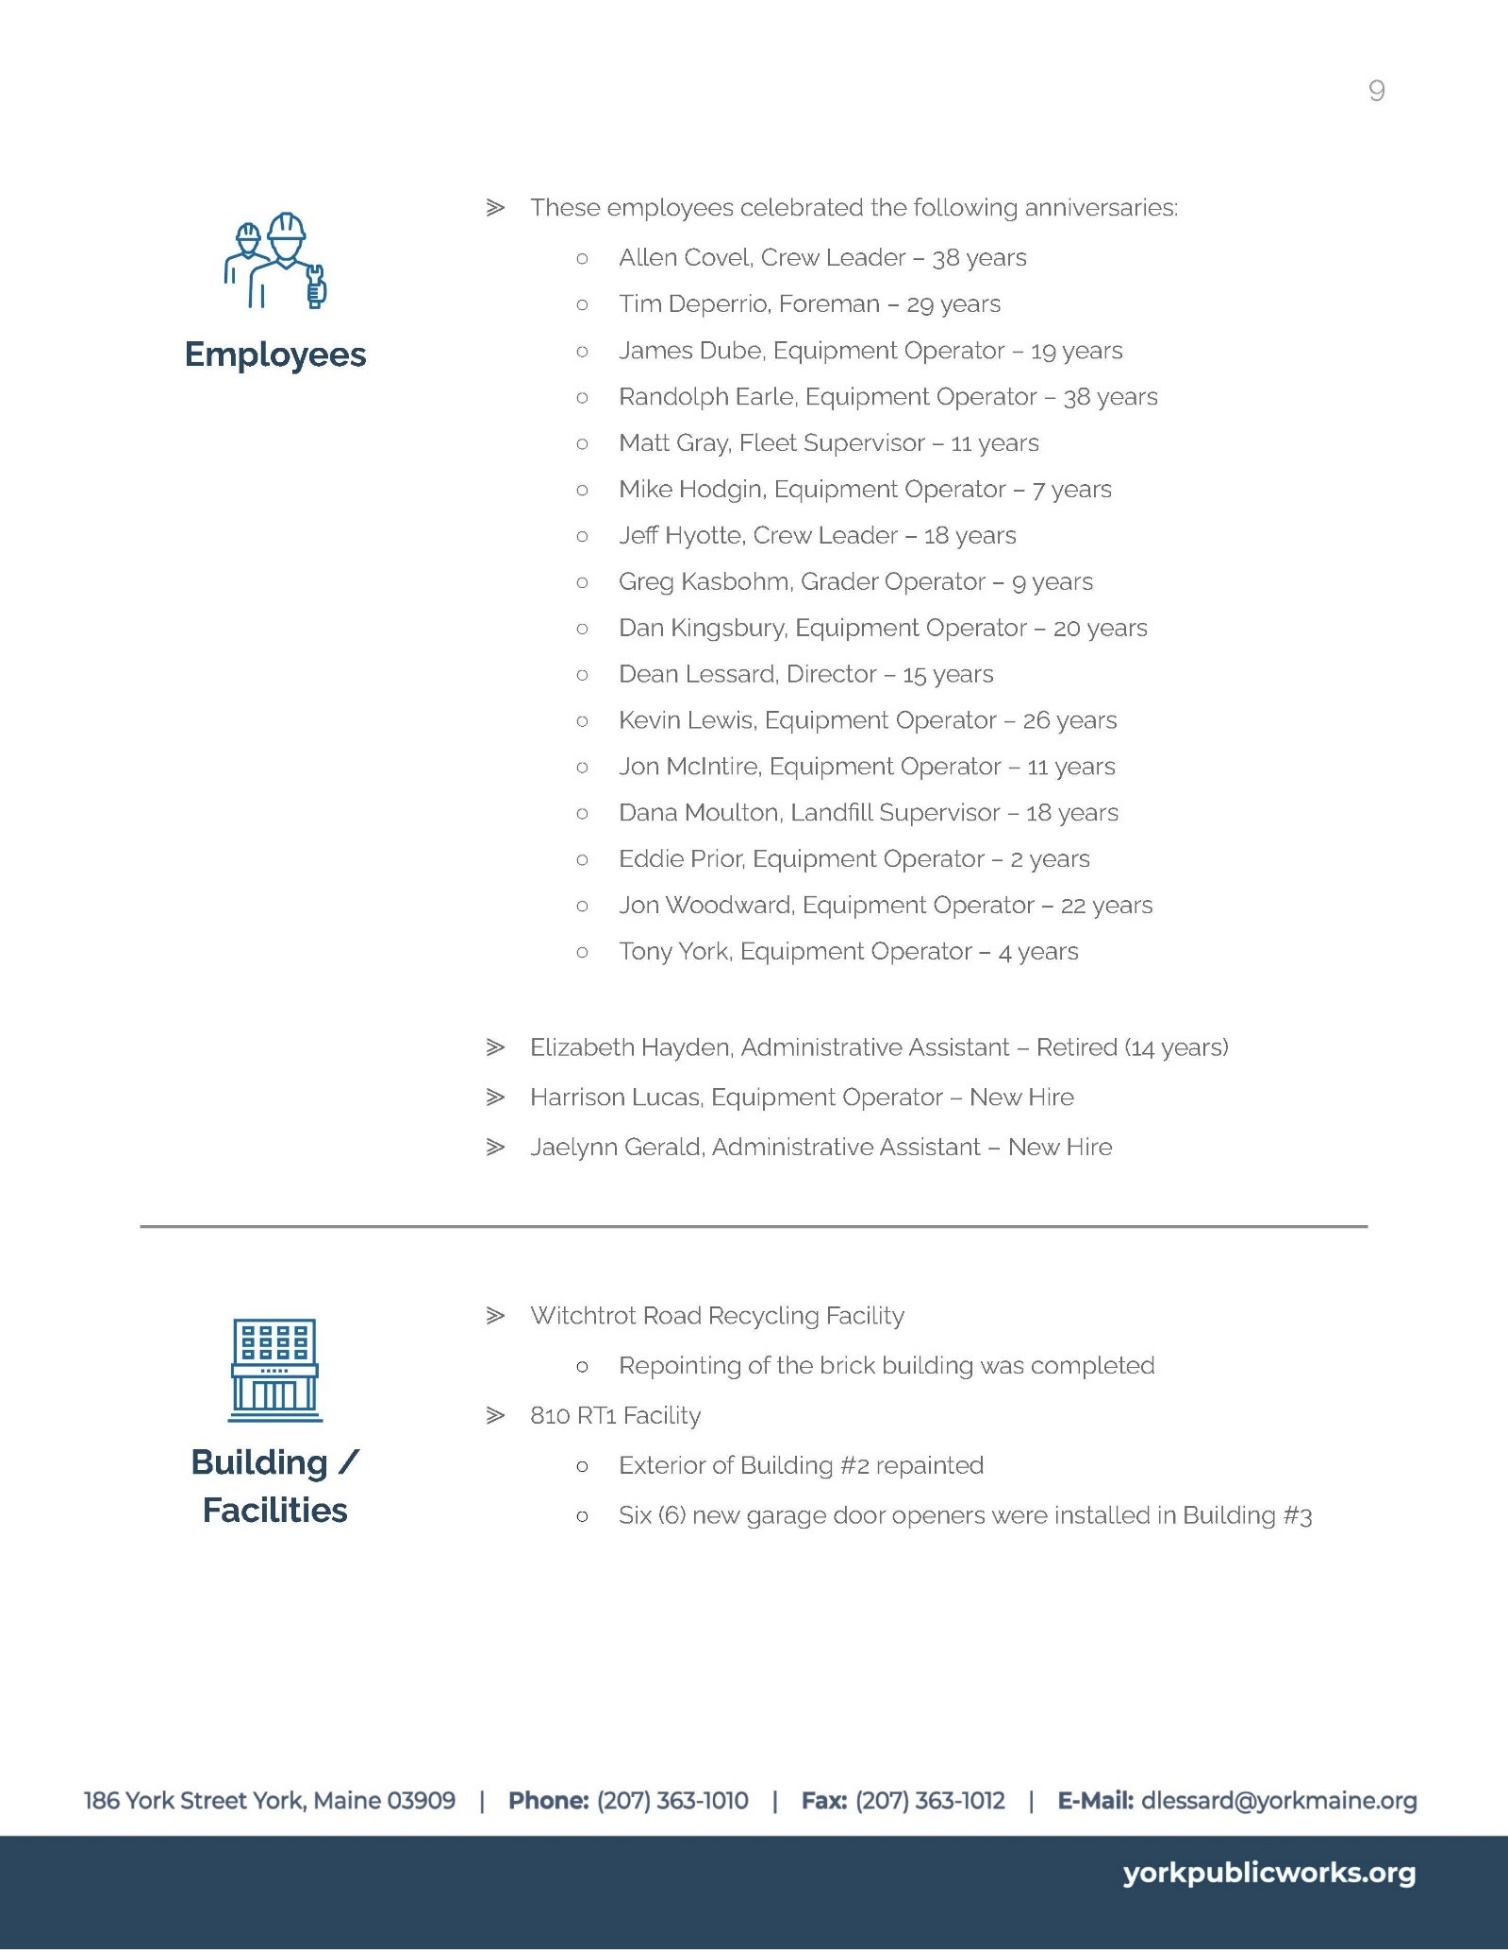 9
Employees
⪢ These employees celebrated the following anniversaries:
○ Allen Covel, Crew Leader – 38 years
○ Tim Deperrio, Foreman – 29 years
○ James Dube, Equipment Operator – 19 years
○ Randolph Earle, Equipment Operator – 38 years
○ Matt Gray, Fleet Supervisor – 11 years
○ Mike Hodgin, Equipment Operator – 7 years
○ Jeff Hyotte, Crew Leader – 18 years
○ Greg Kasbohm, Grader Operator – 9 years
○ Dan Kingsbury, Equipment Operator – 20 years
○ Dean Lessard, Director – 15 years
○ Kevin Lewis, Equipment Operator – 26 years
○ Jon McIntire, Equipment Operator – 11 years
○ Dana Moulton, Landfill Supervisor – 18 years
○ Eddie Prior, Equipment Operator – 2 years
○ Jon Woodward, Equipment Operator – 22 years
○ Tony York, Equipment Operator – 4 years
⪢ Elizabeth Hayden, Administrative Assistant – Retired (14 years)
⪢ Harrison Lucas, Equipment Operator – New Hire
⪢ Jaelynn Gerald, Administrative Assistant – New Hire
Building /
Facilities
⪢ Witchtrot Road Recycling Facility
○ Repointing of the brick building was completed
⪢ 810 RT1 Facility
○ Exterior of Building #2 repainted
○ Six (6) new garage door openers were installed in Building #3
186 York Street York, Maine 03909 | Phone: (207) 363-1010 | Fax: (207) 363-1012 | E-Mail: dlessard@yorkmaine.org
yorkpublicworks.org